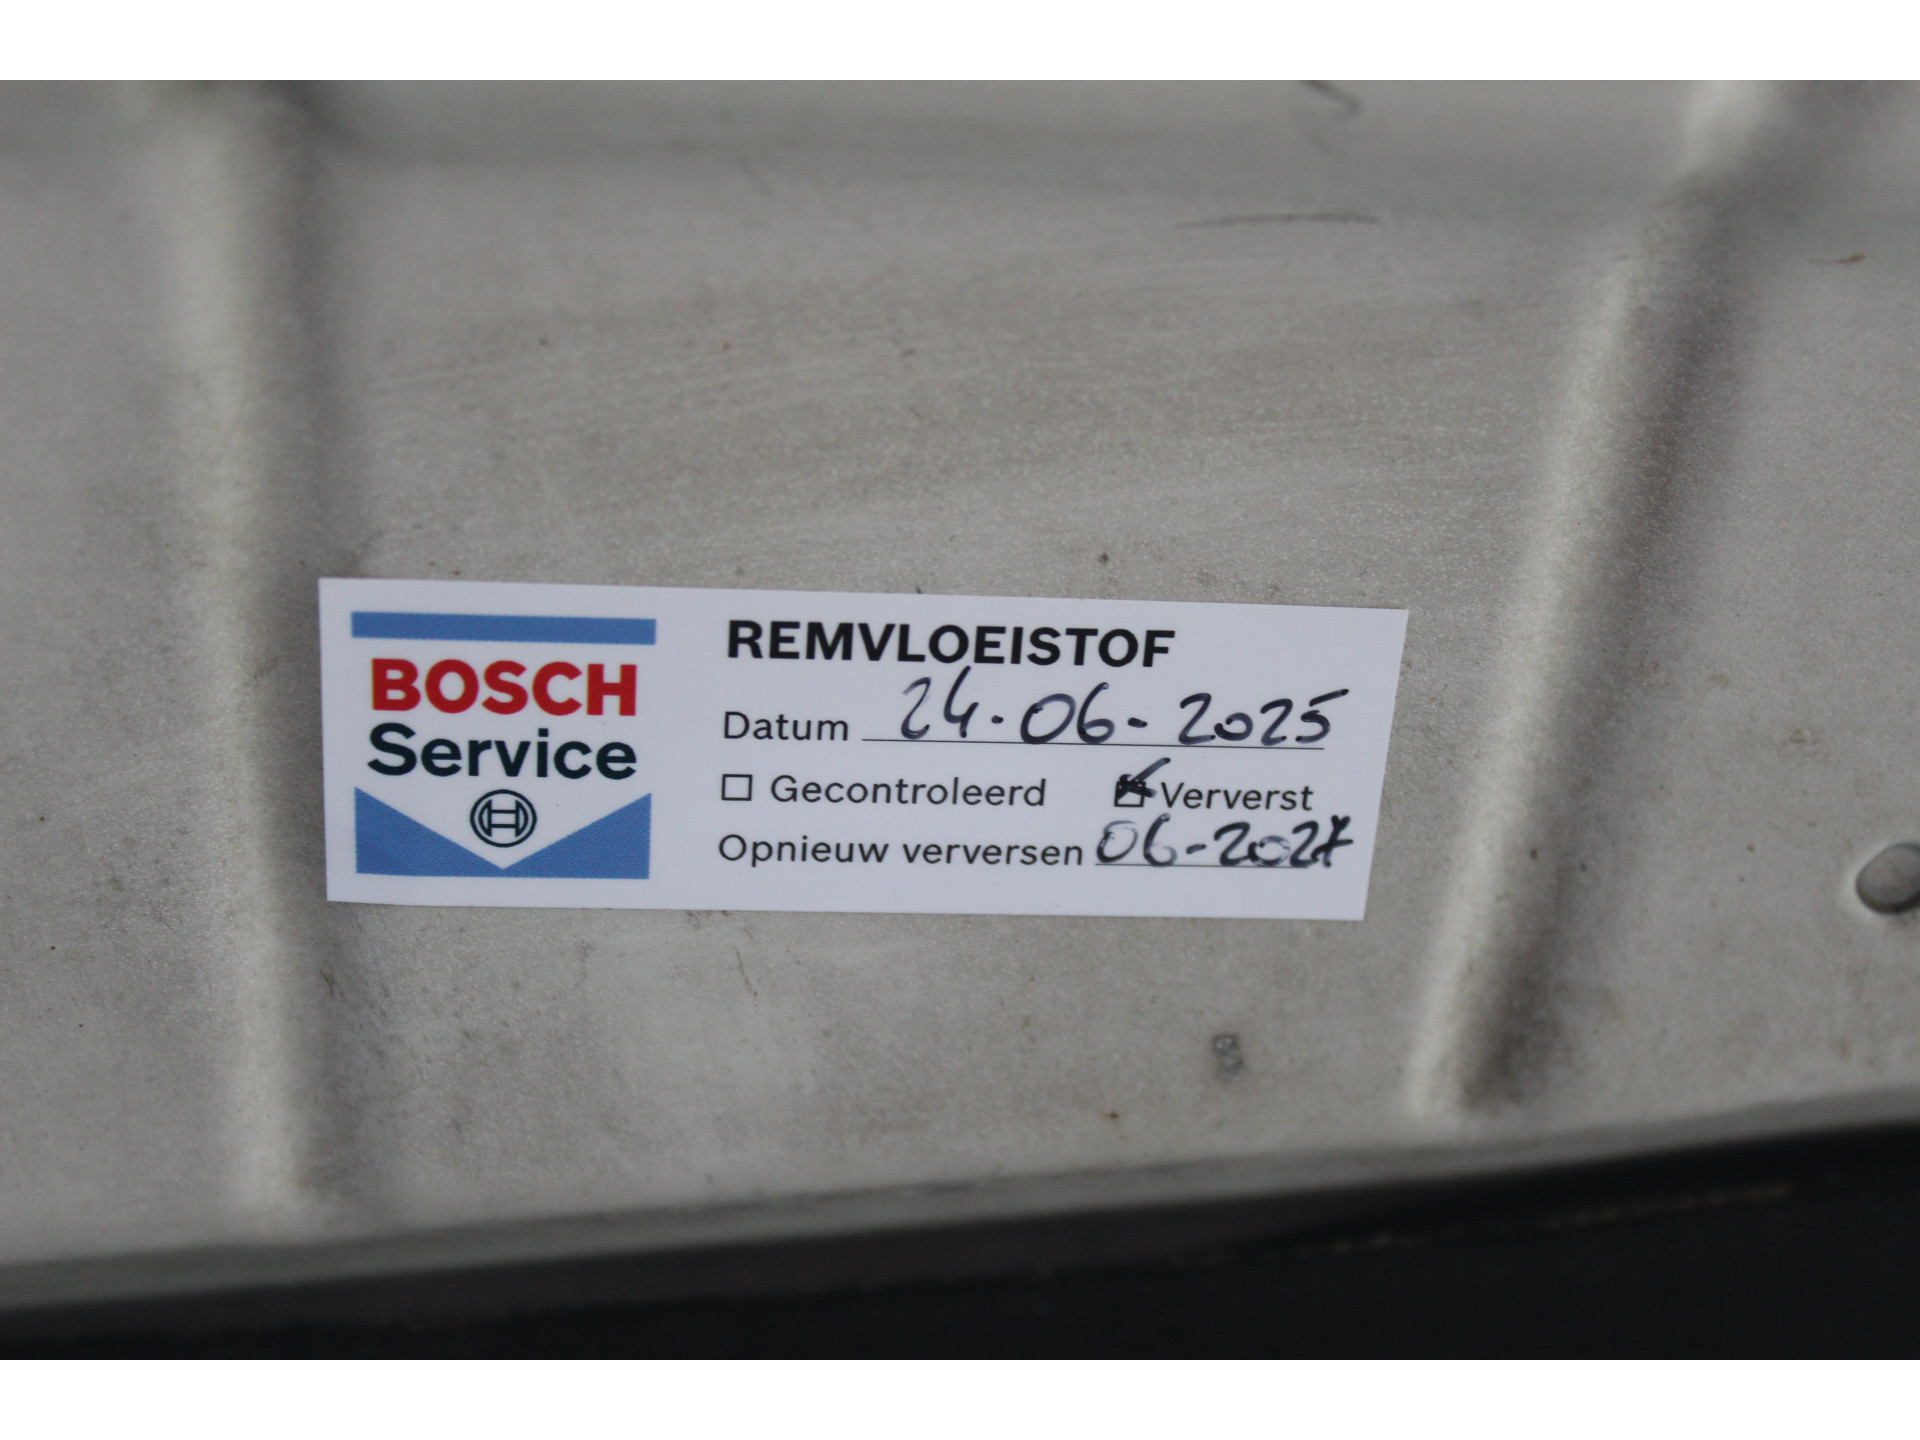 BOSCH
Service
REMVLOEISTOF
Datum 24-06-2025
Gecontroleerd Ververst
Opnieuw verversen 06-2027